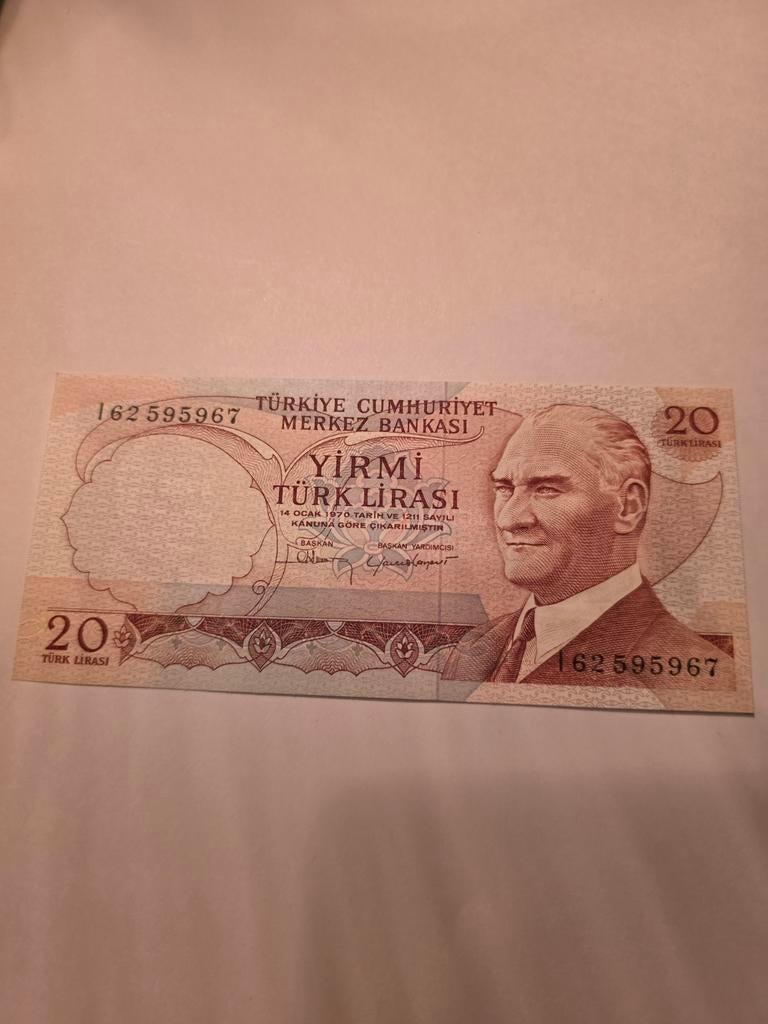 I62 595967
TÜRKİYE CUMHURİYET
MERKEZ BANKASI
20
TÜRK LİRASI
YİRMİ
TÜRK LİRASI
14 OCAK 1970 TARİH VE 1211 SAYILI
KANUNA GÖRE ÇIKARILMIŞTIR
BAŞKAN BAŞKAN YARDIMCISI
20
TÜRK LİRASI
I62 595967